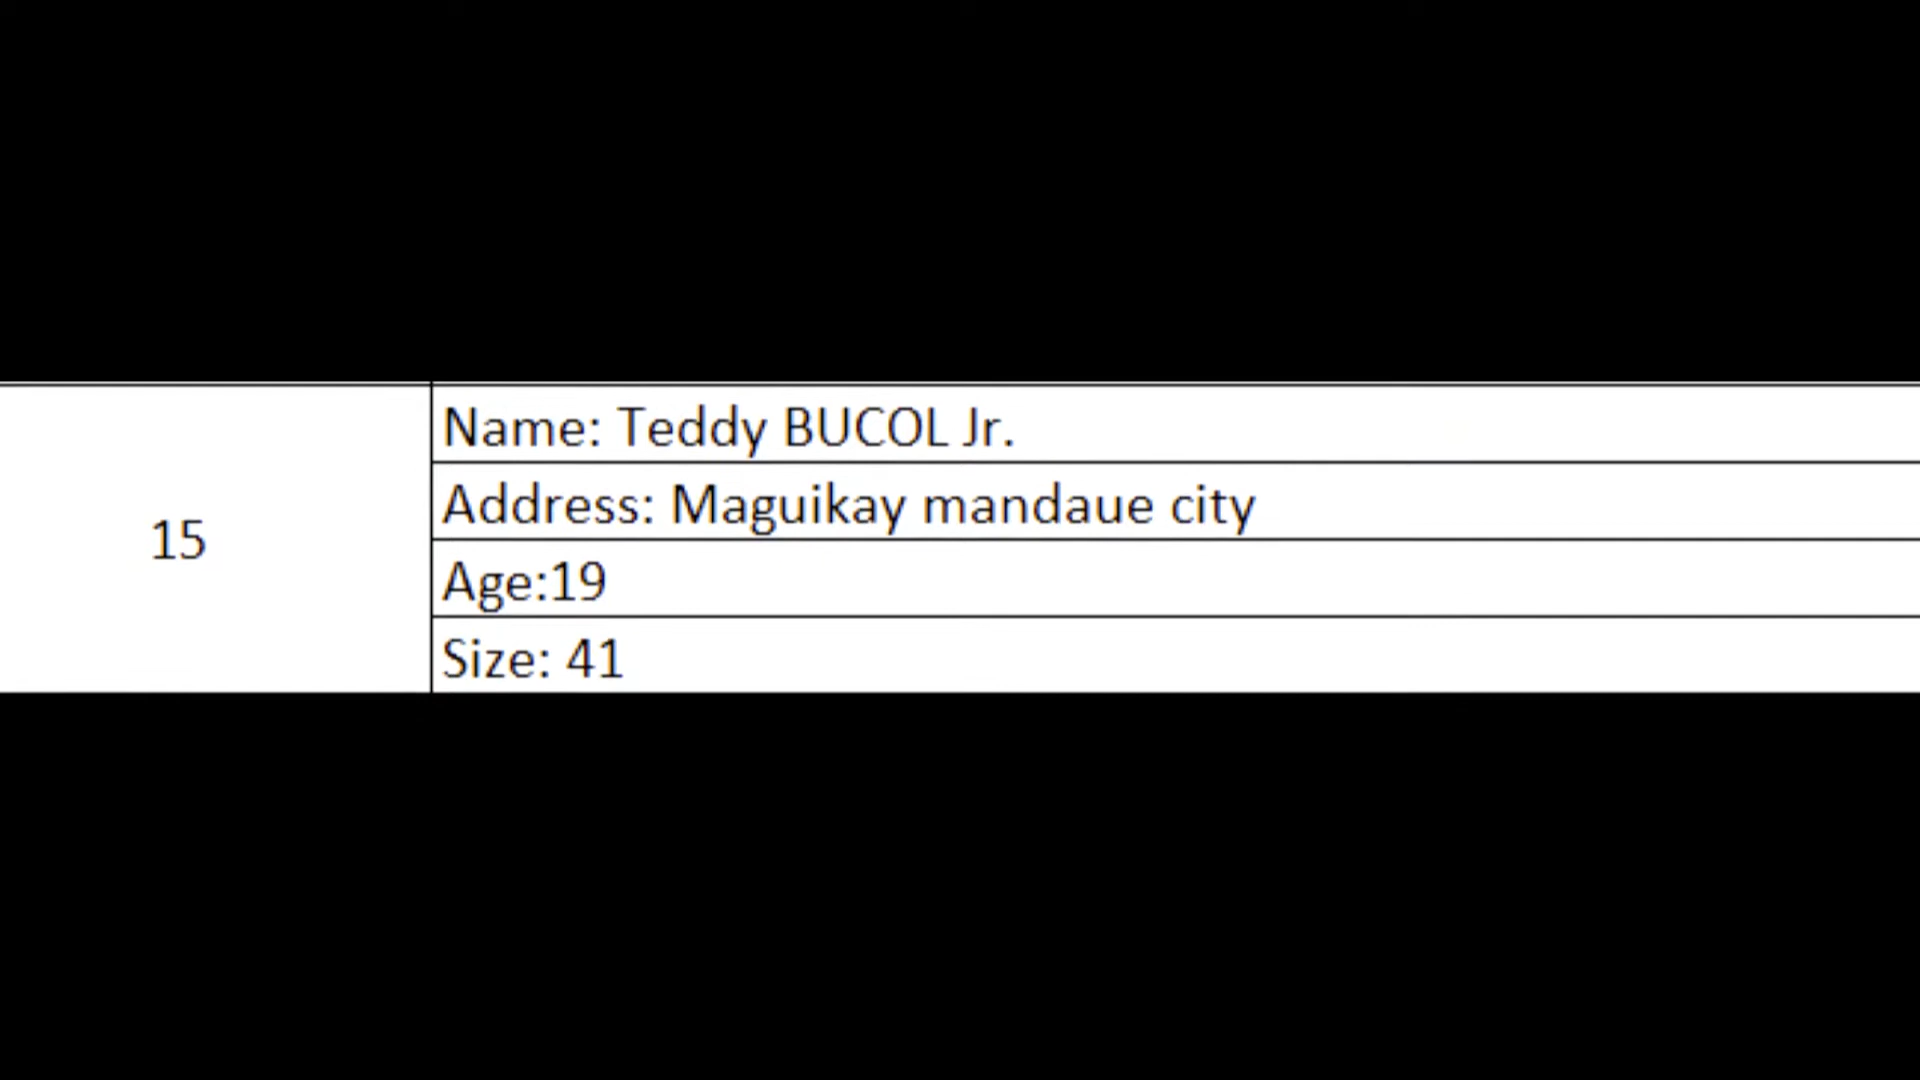 15
Name: Teddy BUCOL Jr.
Address: Maguikay mandaue city
Age:19
Size: 41